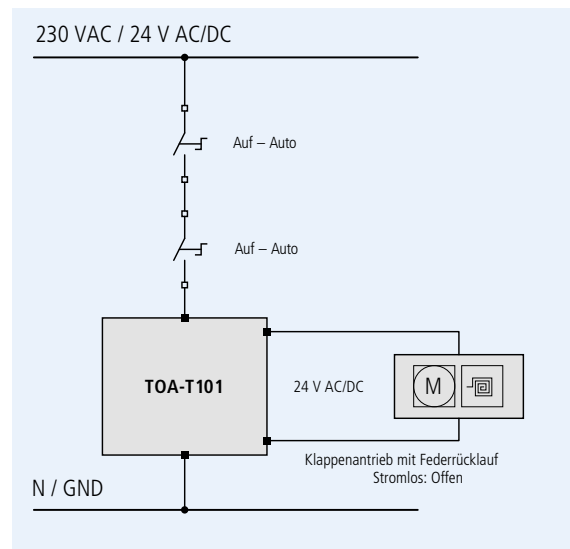 230 VAC / 24 V AC/DC
Auf – Auto
Auf – Auto
TOA-T101
24 V AC/DC
M
Klappenantrieb mit Federrücklauf
Stromlos: Offen
N / GND